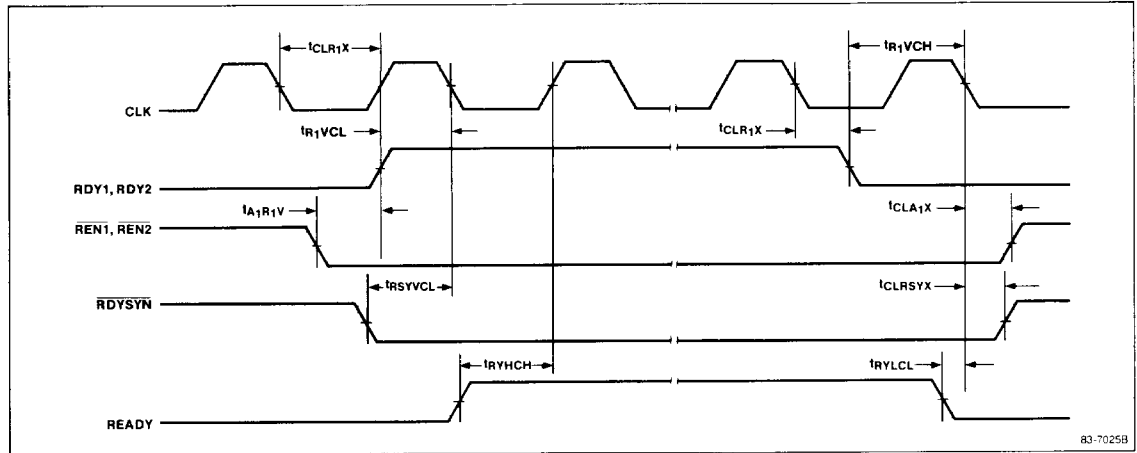 tCLR1X
tR1VCH
CLK
tR1VCL
tCLR1X
RDY1, RDY2
tA1R1V
tCLA1X
REN1, REN2
tRSYVCL
tCLRSYX
RDYSYN
tRYHCH
tRYLCL
READY
83-7025B